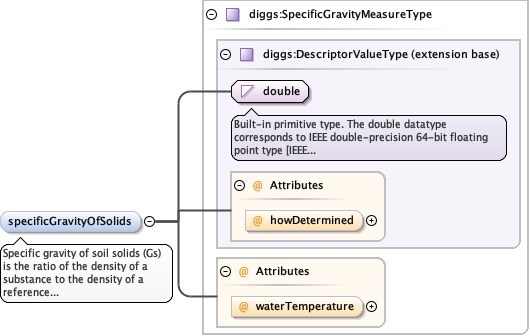 diggs:SpecificGravityMeasureType
diggs:DescriptorValueType (extension base)
double
Built-in primitive type. The double datatype
corresponds to IEEE double-precision 64-bit floating
point type [IEEE...
@ Attributes
@ howDetermined
specificGravityOfSolids
Specific gravity of soil solids (Gs)
is the ratio of the density of a
substance to the density of a
reference...
@ Attributes
@ waterTemperature